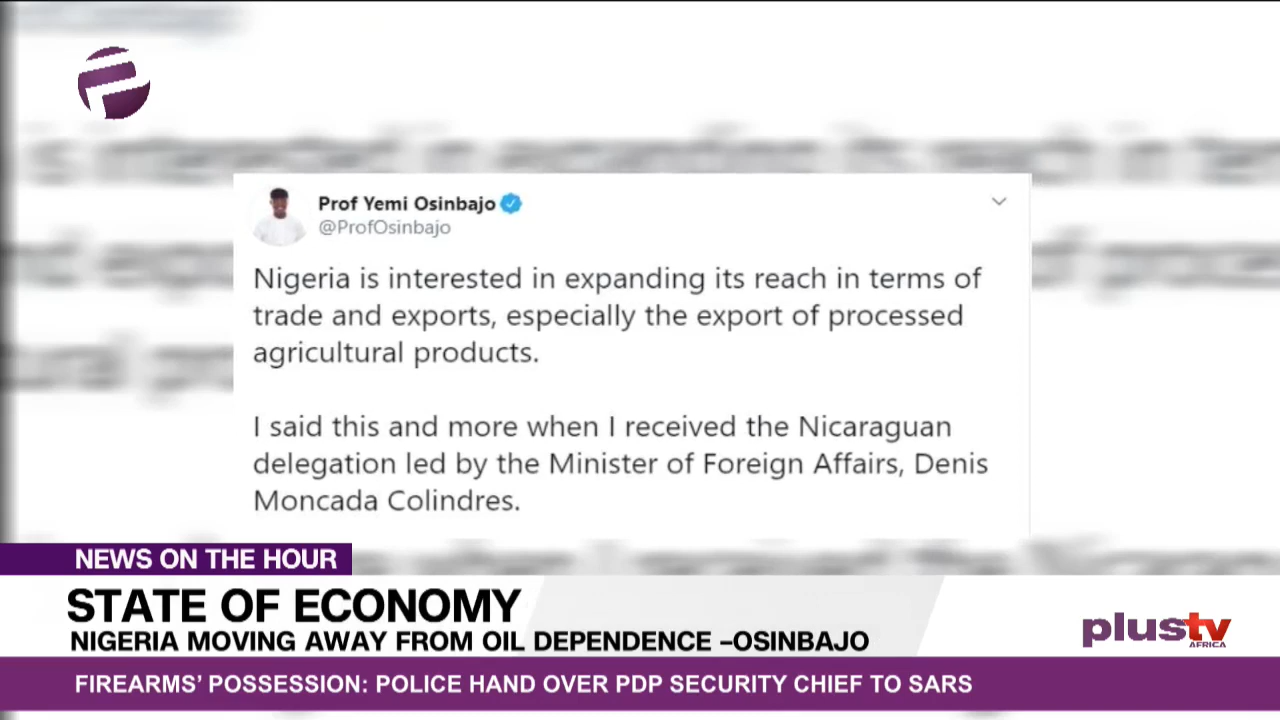 Prof Yemi Osinbajo
@ProfOsinbajo
Nigeria is interested in expanding its reach in terms of
trade and exports, especially the export of processed
agricultural products.
I said this and more when I received the Nicaraguan
delegation led by the Minister of Foreign Affairs, Denis
Moncada Colindres.
NEWS ON THE HOUR
STATE OF ECONOMY
NIGERIA MOVING AWAY FROM OIL DEPENDENCE –OSINBAJO
plustv
AFRICA
FIREARMS' POSSESSION: POLICE HAND OVER PDP SECURITY CHIEF TO SARS